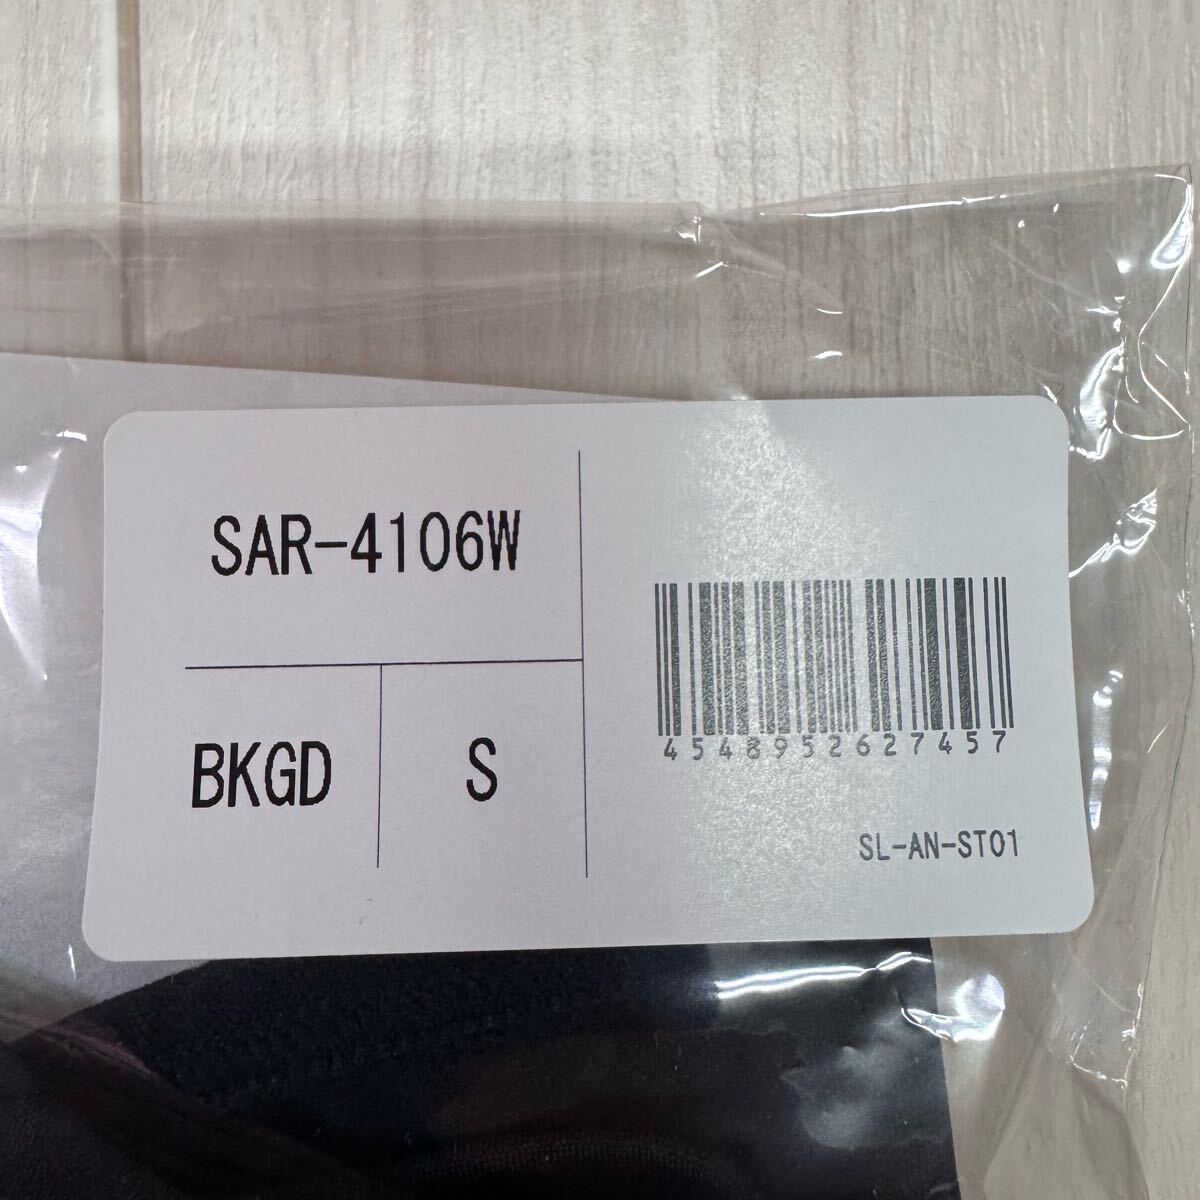 SAR-4106W
BKGD
S
4548952627457
SL-AN-ST01